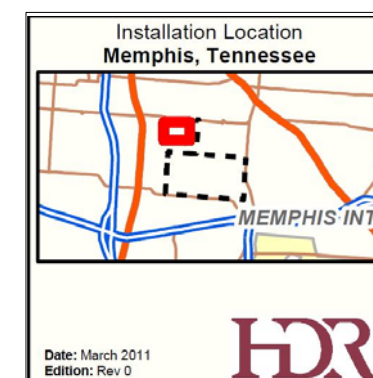 Installation Location
Memphis, Tennessee
MEMPHIS INT
HDR
Date: March 2011
Edition: Rev 0